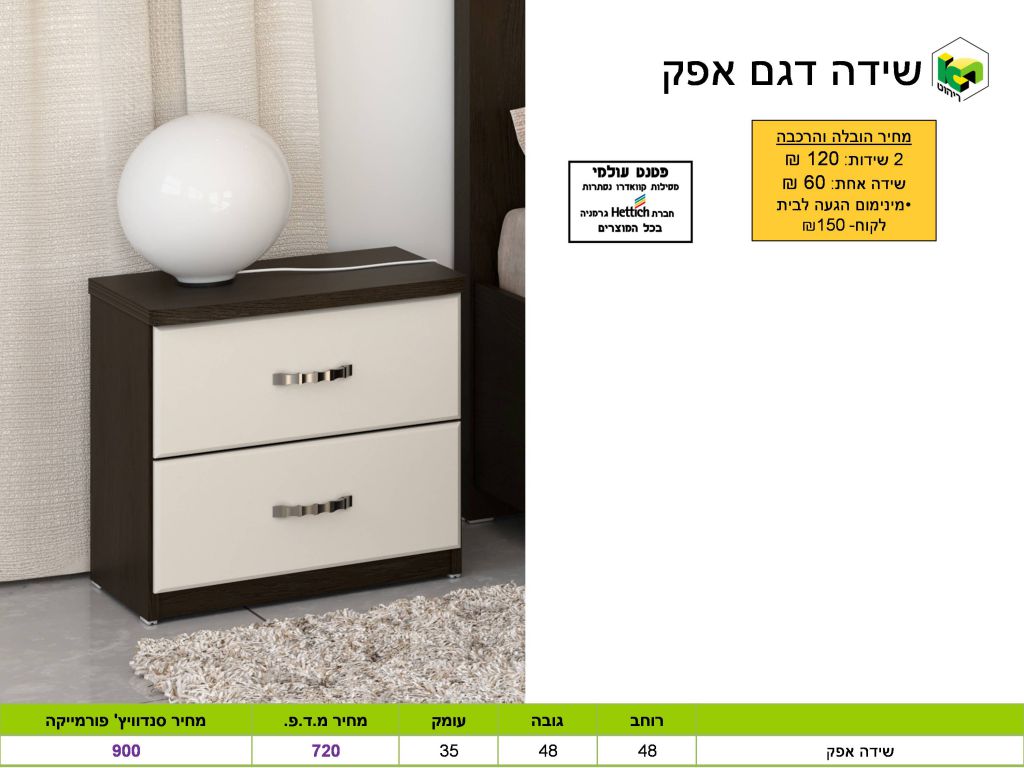 שידה דגם אפק
ריהוט
מחיר הובלה והרכבה
2 שידות: 120 ₪
שידה אחת: 60 ₪
•מינימום הגעה לבית
לקוח- 150₪
פטנט עולמי
מסילות קוואדרו נסתרות
חברת Hettich גרמניה
בכל המוצרים
רוחב גובה עומק מחיר מ.ד.פ. מחיר סנדוויץ' פורמייקה
שידה אפק 48 48 35 720 900